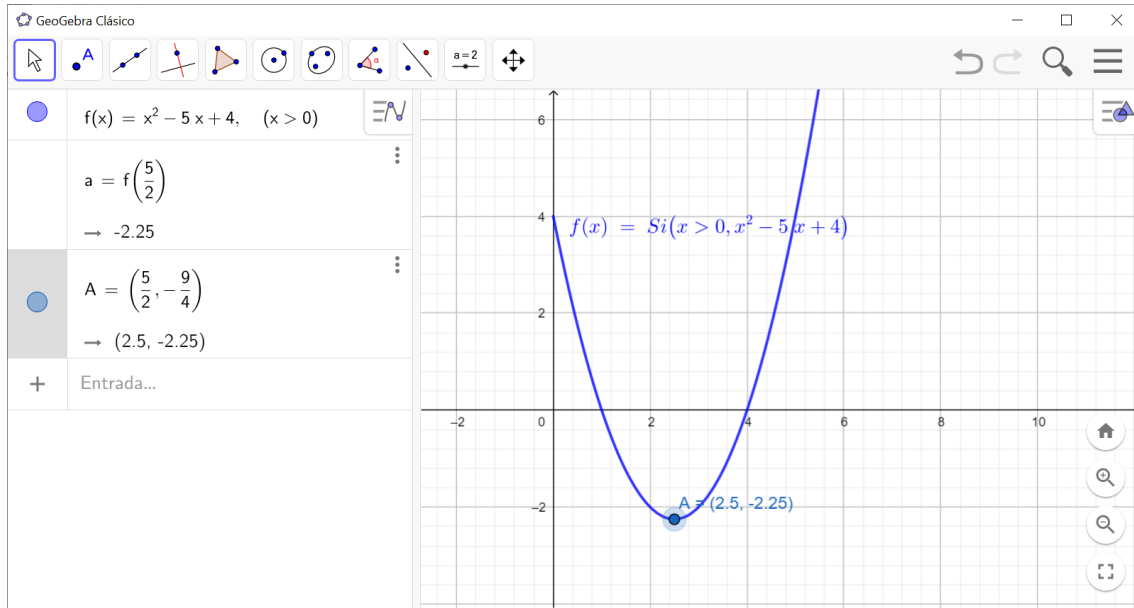 GeoGebra Clásico
A
α
a=2
f(x) = x² − 5 x + 4, (x > 0)
a = f(5/2)
→ -2.25
A = (5/2, −9/4)
→ (2.5, -2.25)
+ Entrada...
6
4
f(x) = Si(x > 0, x² − 5 x + 4)
2
−2 0 2 4 6 8 10
A = (2.5, -2.25)
−2